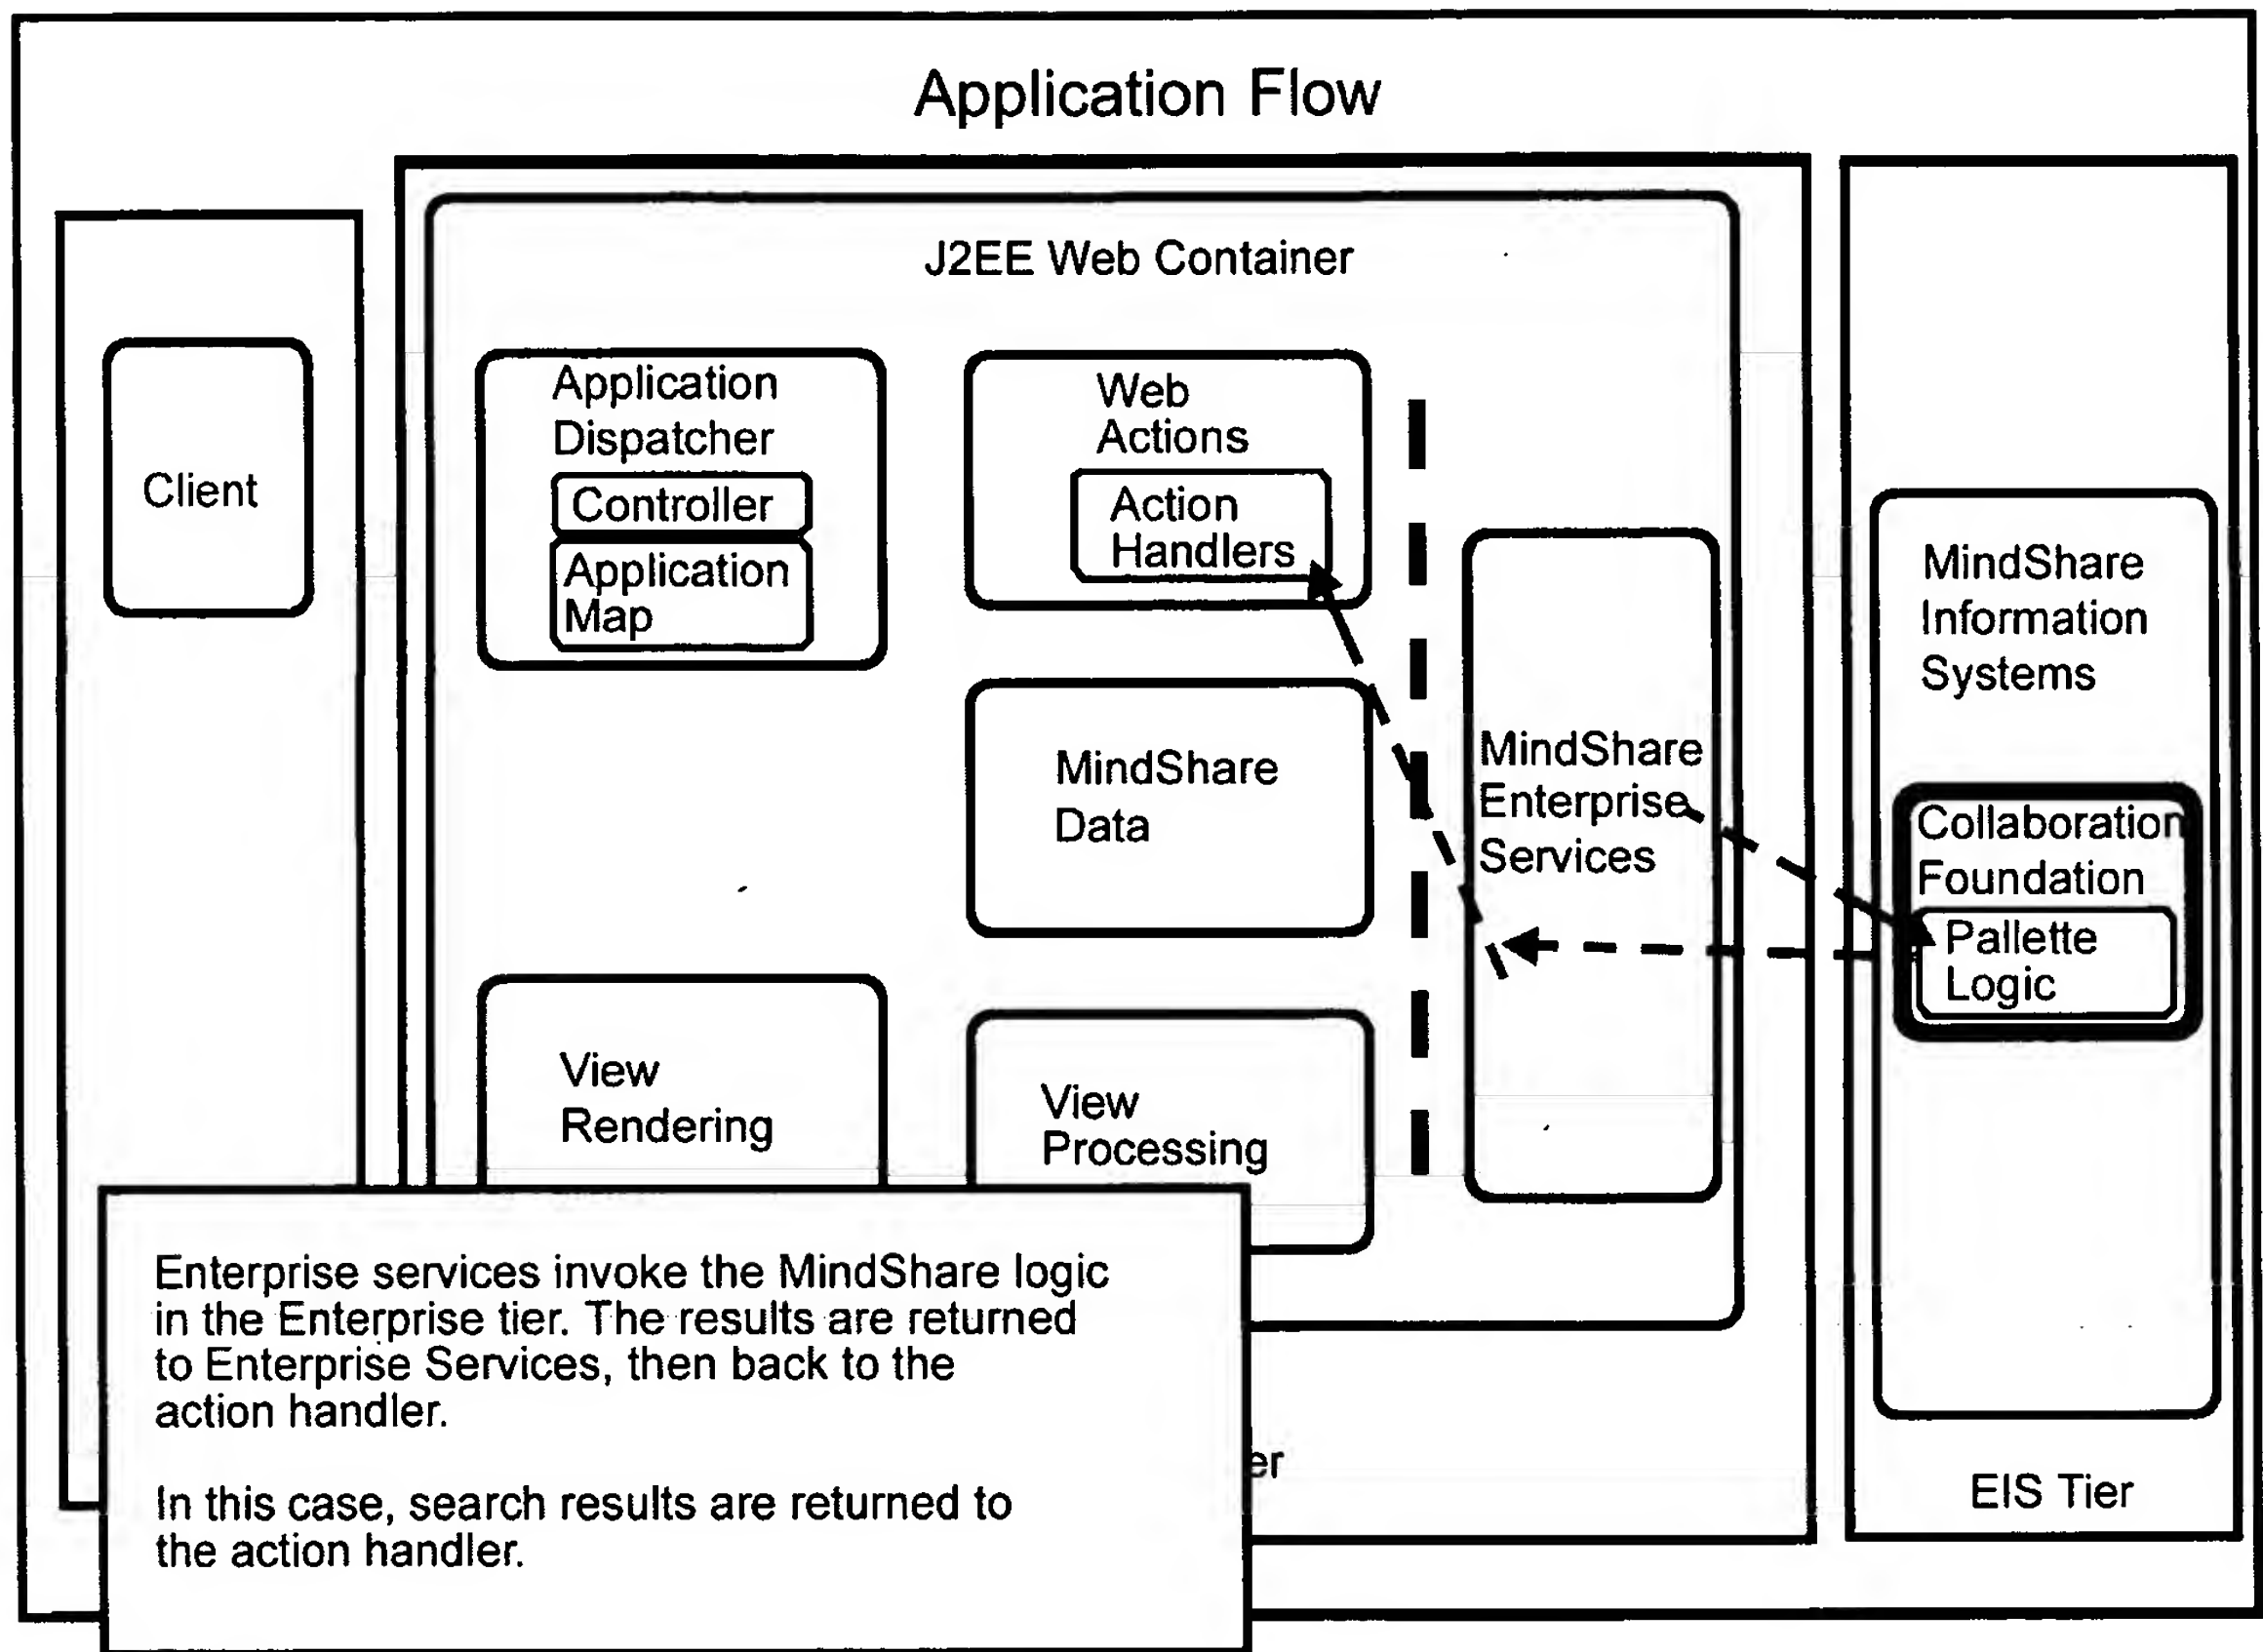 Application Flow
J2EE Web Container
Client
Application
Dispatcher
Controller
Application
Map
Web
Actions
Action
Handlers
MindShare
Data
MindShare
Enterprise
Services
MindShare
Information
Systems
Collaboration
Foundation
Pallette
Logic
View
Rendering
View
Processing
Enterprise services invoke the MindShare logic
in the Enterprise tier. The results are returned
to Enterprise Services, then back to the
action handler.
In this case, search results are returned to
the action handler.
er
EIS Tier